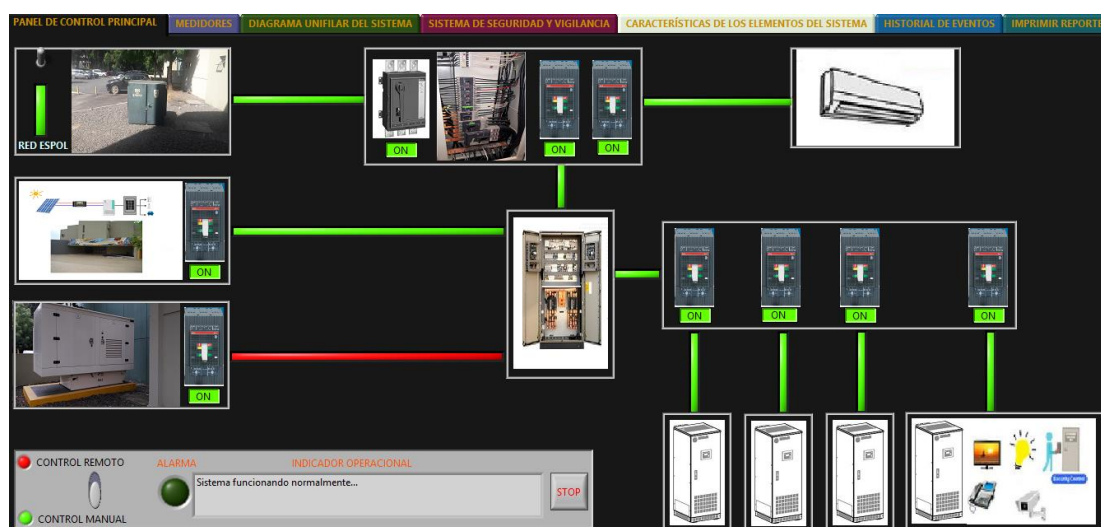 PANEL DE CONTROL PRINCIPAL
MEDIDORES
DIAGRAMA UNIFILAR DEL SISTEMA
SISTEMA DE SEGURIDAD Y VIGILANCIA
CARACTERÍSTICAS DE LOS ELEMENTOS DEL SISTEMA
HISTORIAL DE EVENTOS
IMPRIMIR REPORTE
RED ESPOL
ON
ON
ON
ON
ON
ON
ON
ON
ON
CONTROL REMOTO
CONTROL MANUAL
ALARMA
INDICADOR OPERACIONAL
Sistema funcionando normalmente...
STOP
Security Control